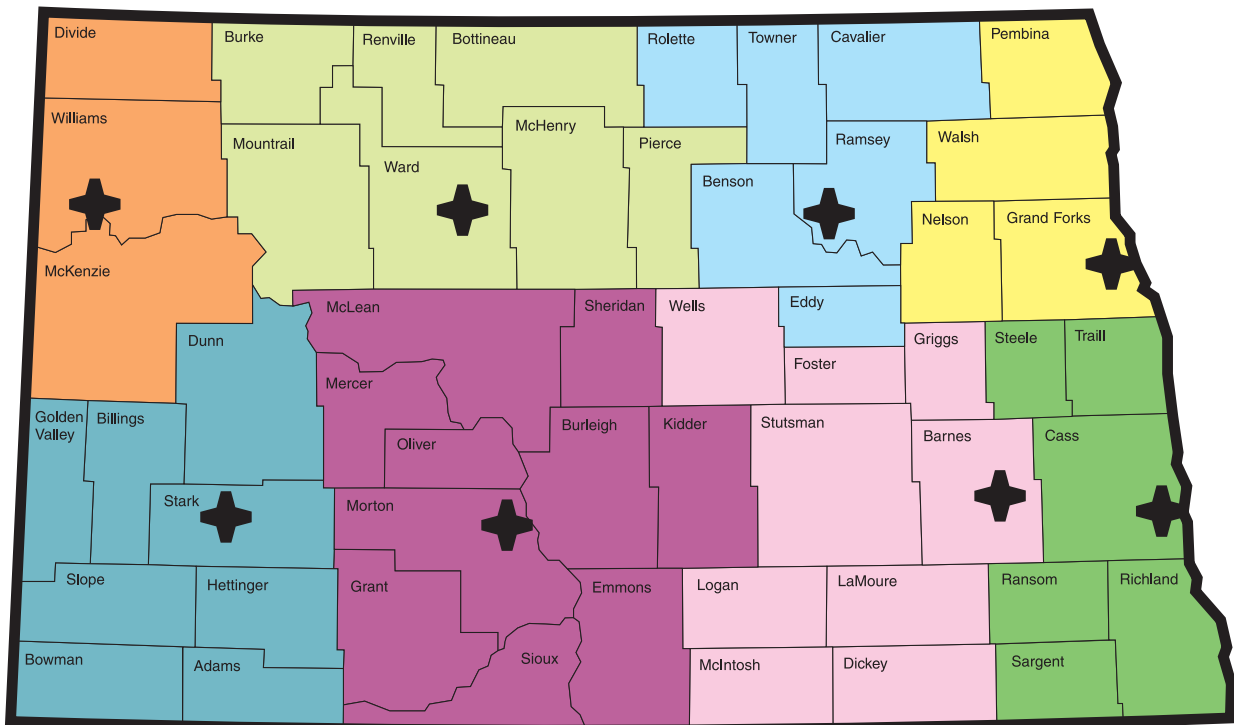 Divide
Burke
Renville
Bottineau
Rolette
Towner
Cavalier
Pembina
Williams
Mountrail
Ward
McHenry
Pierce
Benson
Ramsey
Walsh
Nelson
Grand Forks
McKenzie
Dunn
McLean
Sheridan
Wells
Eddy
Foster
Griggs
Steele
Traill
Golden
Valley
Billings
Mercer
Oliver
Burleigh
Kidder
Stutsman
Barnes
Cass
Stark
Morton
Slope
Hettinger
Grant
Emmons
Logan
LaMoure
Ransom
Richland
Bowman
Adams
Sioux
McIntosh
Dickey
Sargent